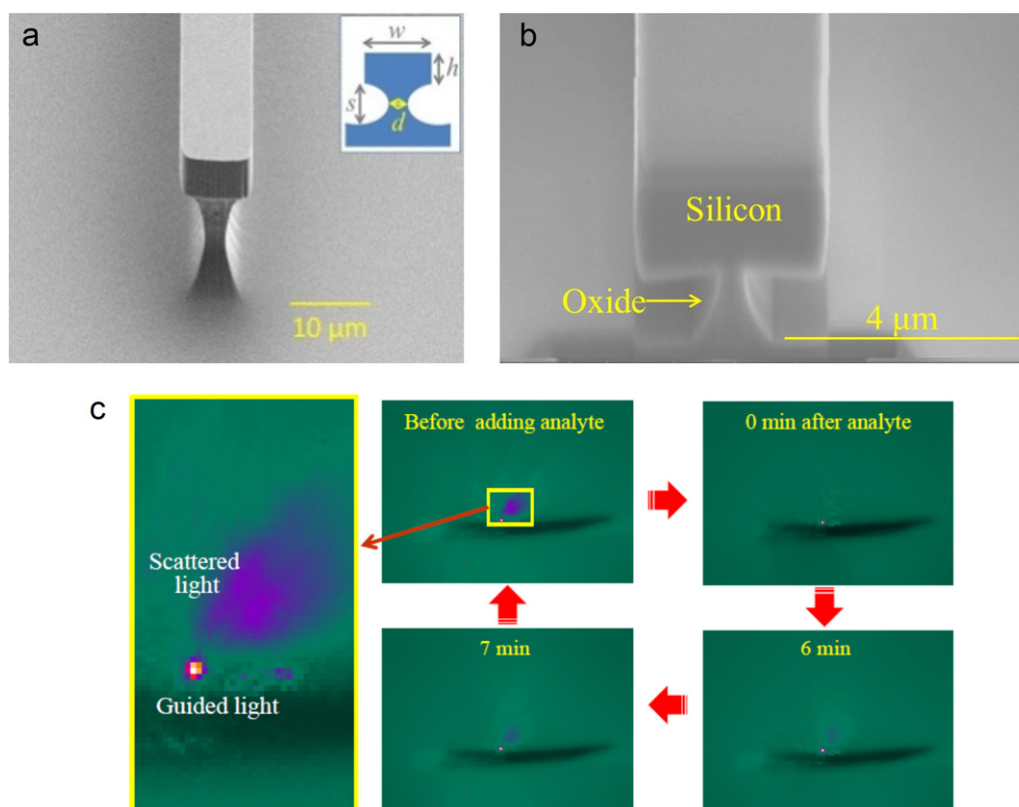 a
w
h
s
d
10 μm
b
Silicon
Oxide
4 μm
c
Scattered
light
Guided light
Before adding analyte
0 min after analyte
7 min
6 min